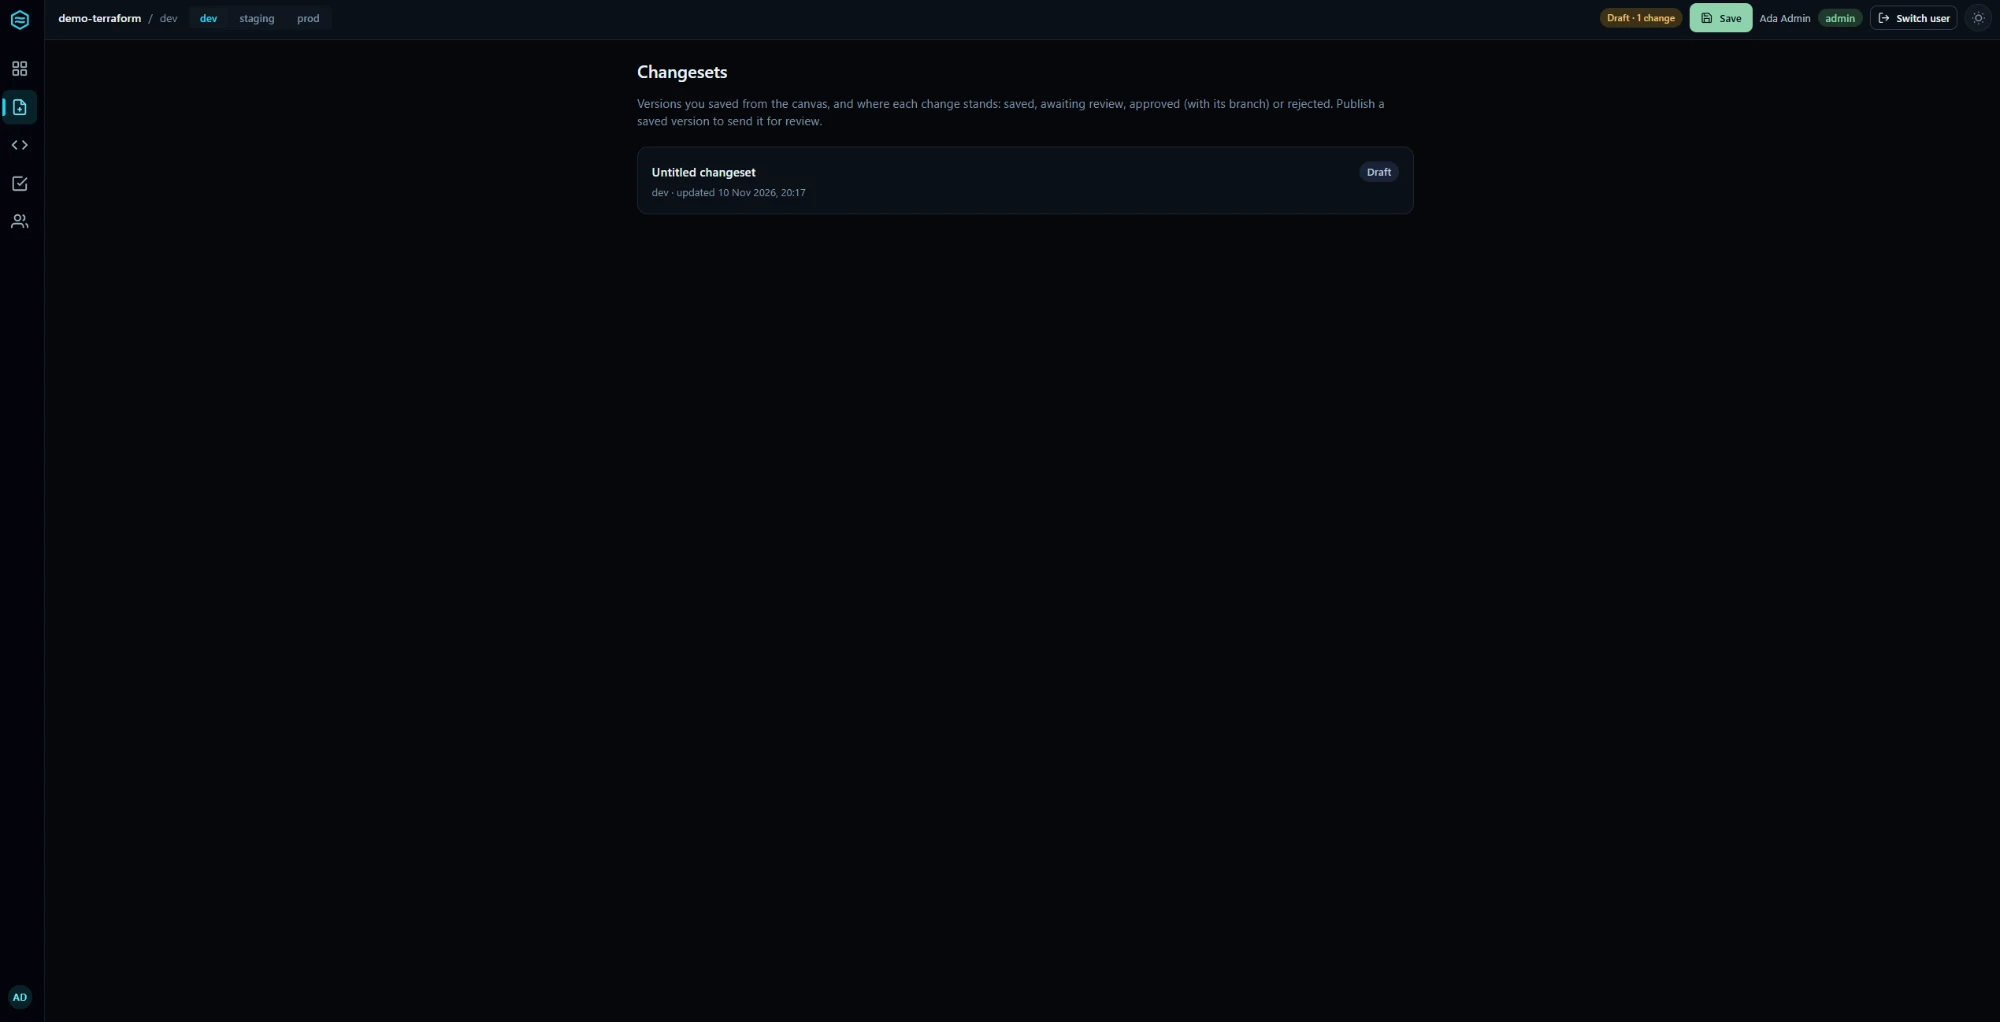 demo-terraform / dev dev staging prod Draft · 1 change Save Ada Admin admin Switch user
Changesets
Versions you saved from the canvas, and where each change stands: saved, awaiting review, approved (with its branch) or rejected. Publish a
saved version to send it for review.
Untitled changeset Draft
dev · updated 10 Nov 2026, 20:17
AD